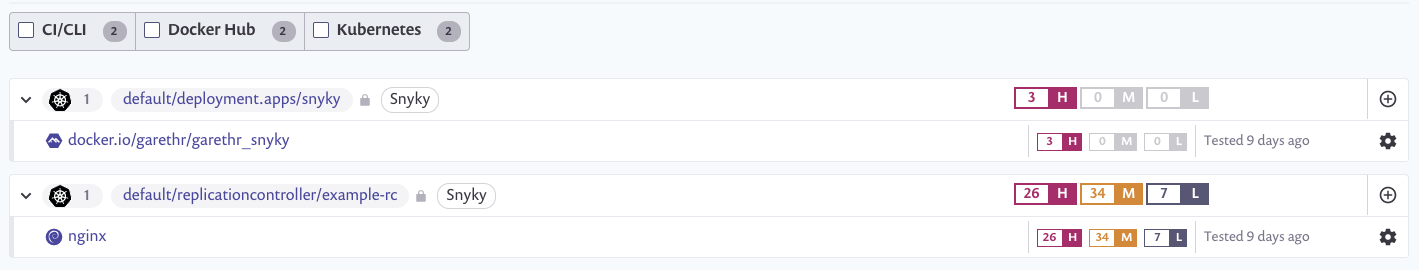 CI/CLI 2 Docker Hub 2 Kubernetes 2
1 default/deployment.apps/snyky Snyky 3 H 0 M 0 L
docker.io/garethr/garethr_snyky 3 H 0 M 0 L Tested 9 days ago
1 default/replicationcontroller/example-rc Snyky 26 H 34 M 7 L
nginx 26 H 34 M 7 L Tested 9 days ago